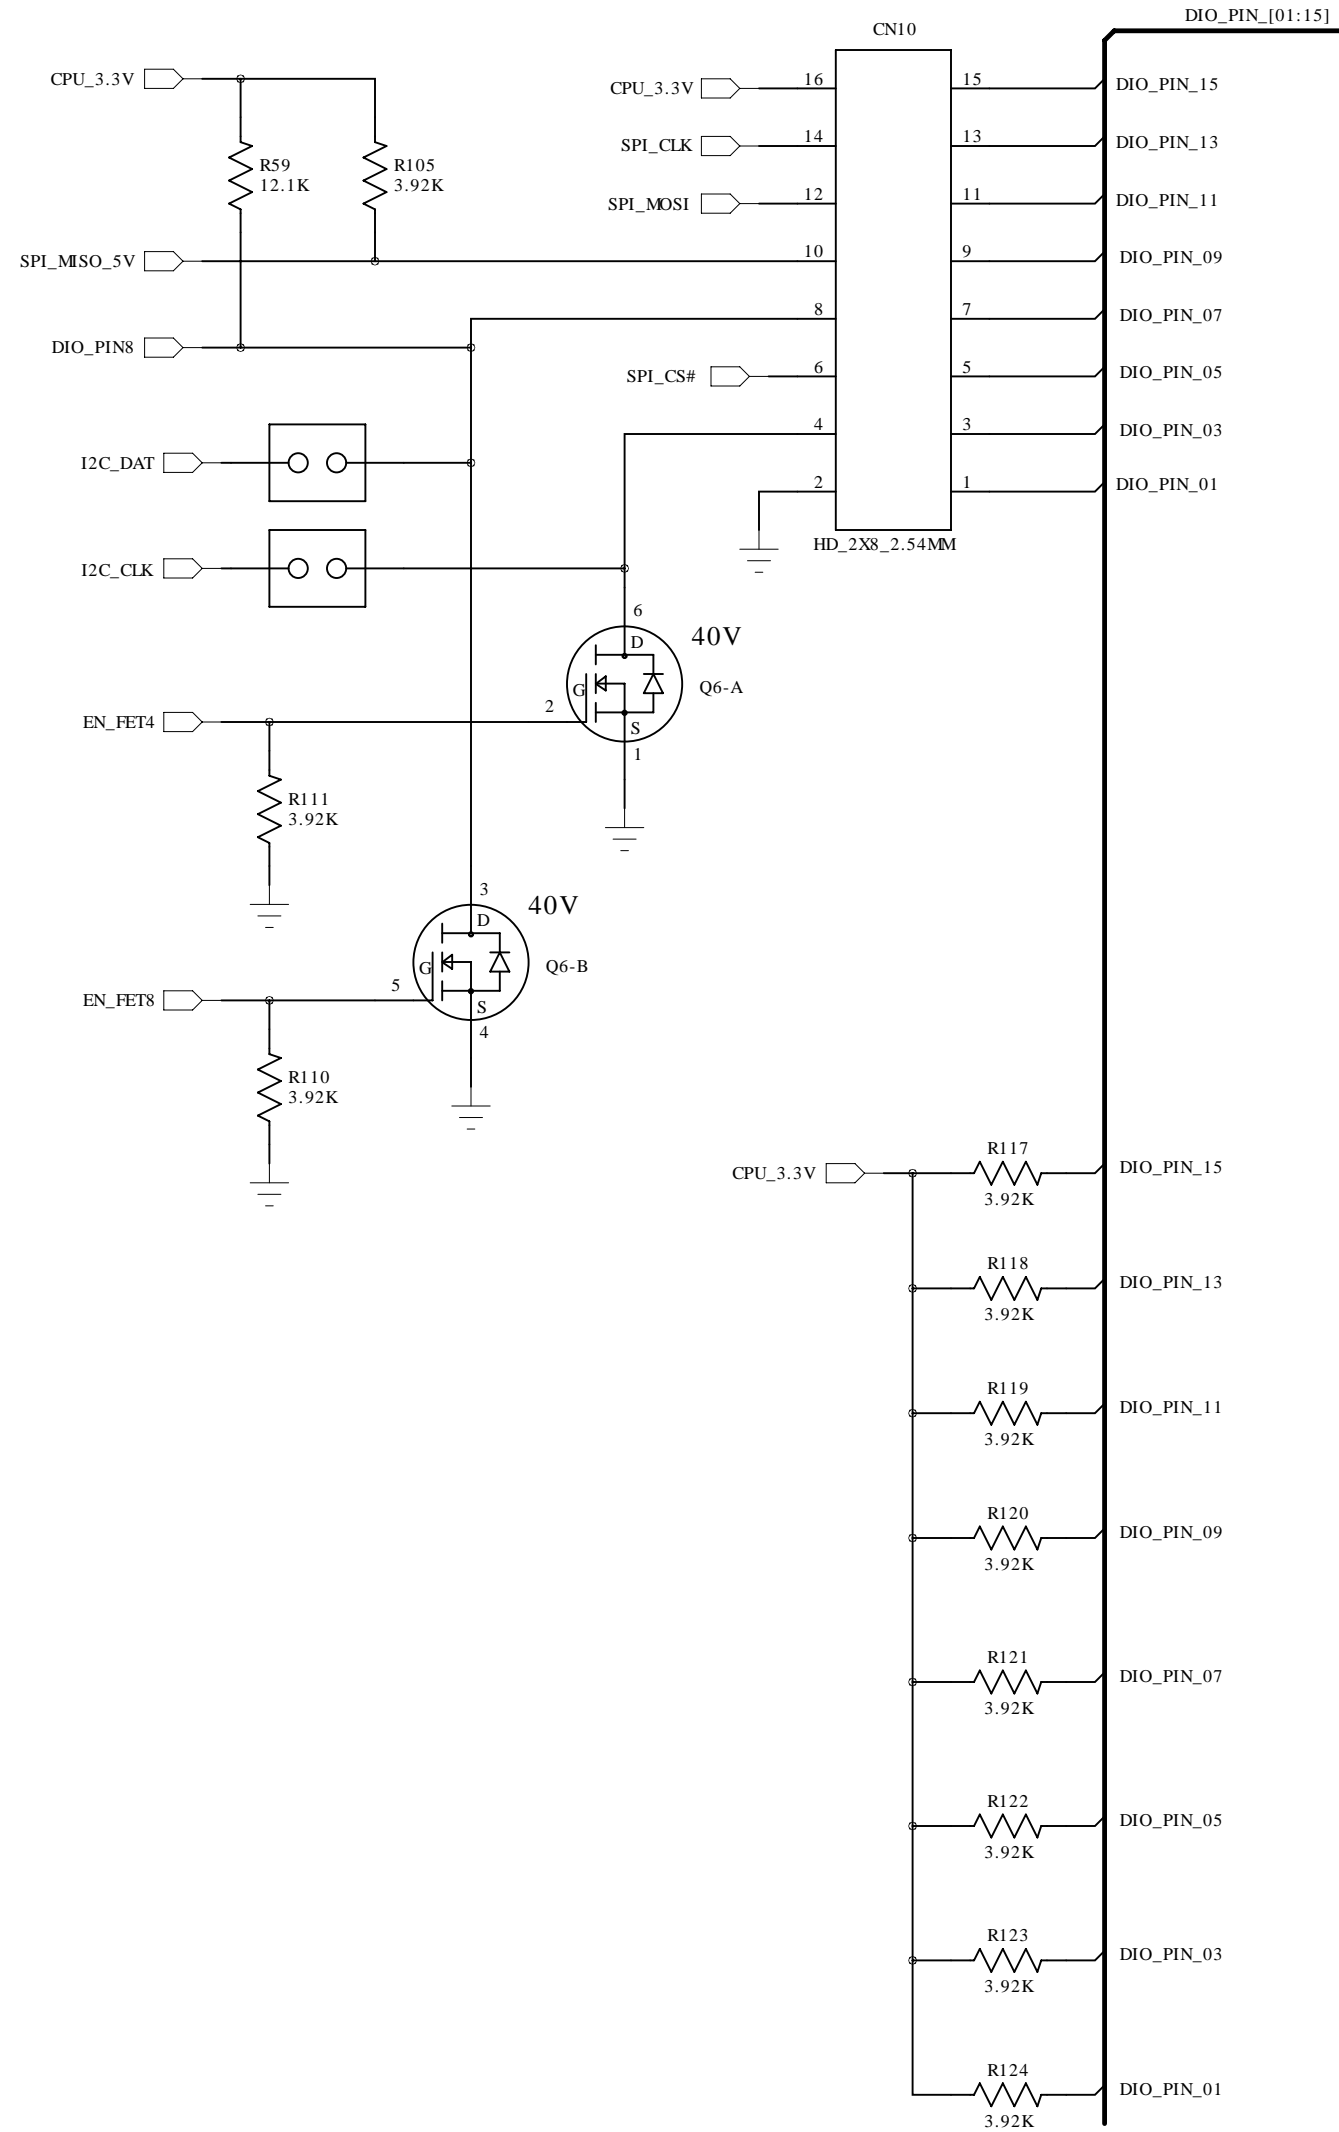 DIO_PIN_[01:15]
CN10
CPU_3.3V
R59
12.1K
R105
3.92K
SPI_MISO_5V
DIO_PIN8
I2C_DAT
I2C_CLK
EN_FET4
R111
3.92K
EN_FET8
R110
3.92K
CPU_3.3V
16
15
DIO_PIN_15
SPI_CLK
14
13
DIO_PIN_13
SPI_MOSI
12
11
DIO_PIN_11
10
9
DIO_PIN_09
8
7
DIO_PIN_07
SPI_CS#
6
5
DIO_PIN_05
4
3
DIO_PIN_03
2
1
DIO_PIN_01
HD_2X8_2.54MM
6
D
40V
G
Q6-A
2
S
1
3
D
40V
G
Q6-B
5
S
4
CPU_3.3V
R117
3.92K
DIO_PIN_15
R118
3.92K
DIO_PIN_13
R119
3.92K
DIO_PIN_11
R120
3.92K
DIO_PIN_09
R121
3.92K
DIO_PIN_07
R122
3.92K
DIO_PIN_05
R123
3.92K
DIO_PIN_03
R124
3.92K
DIO_PIN_01